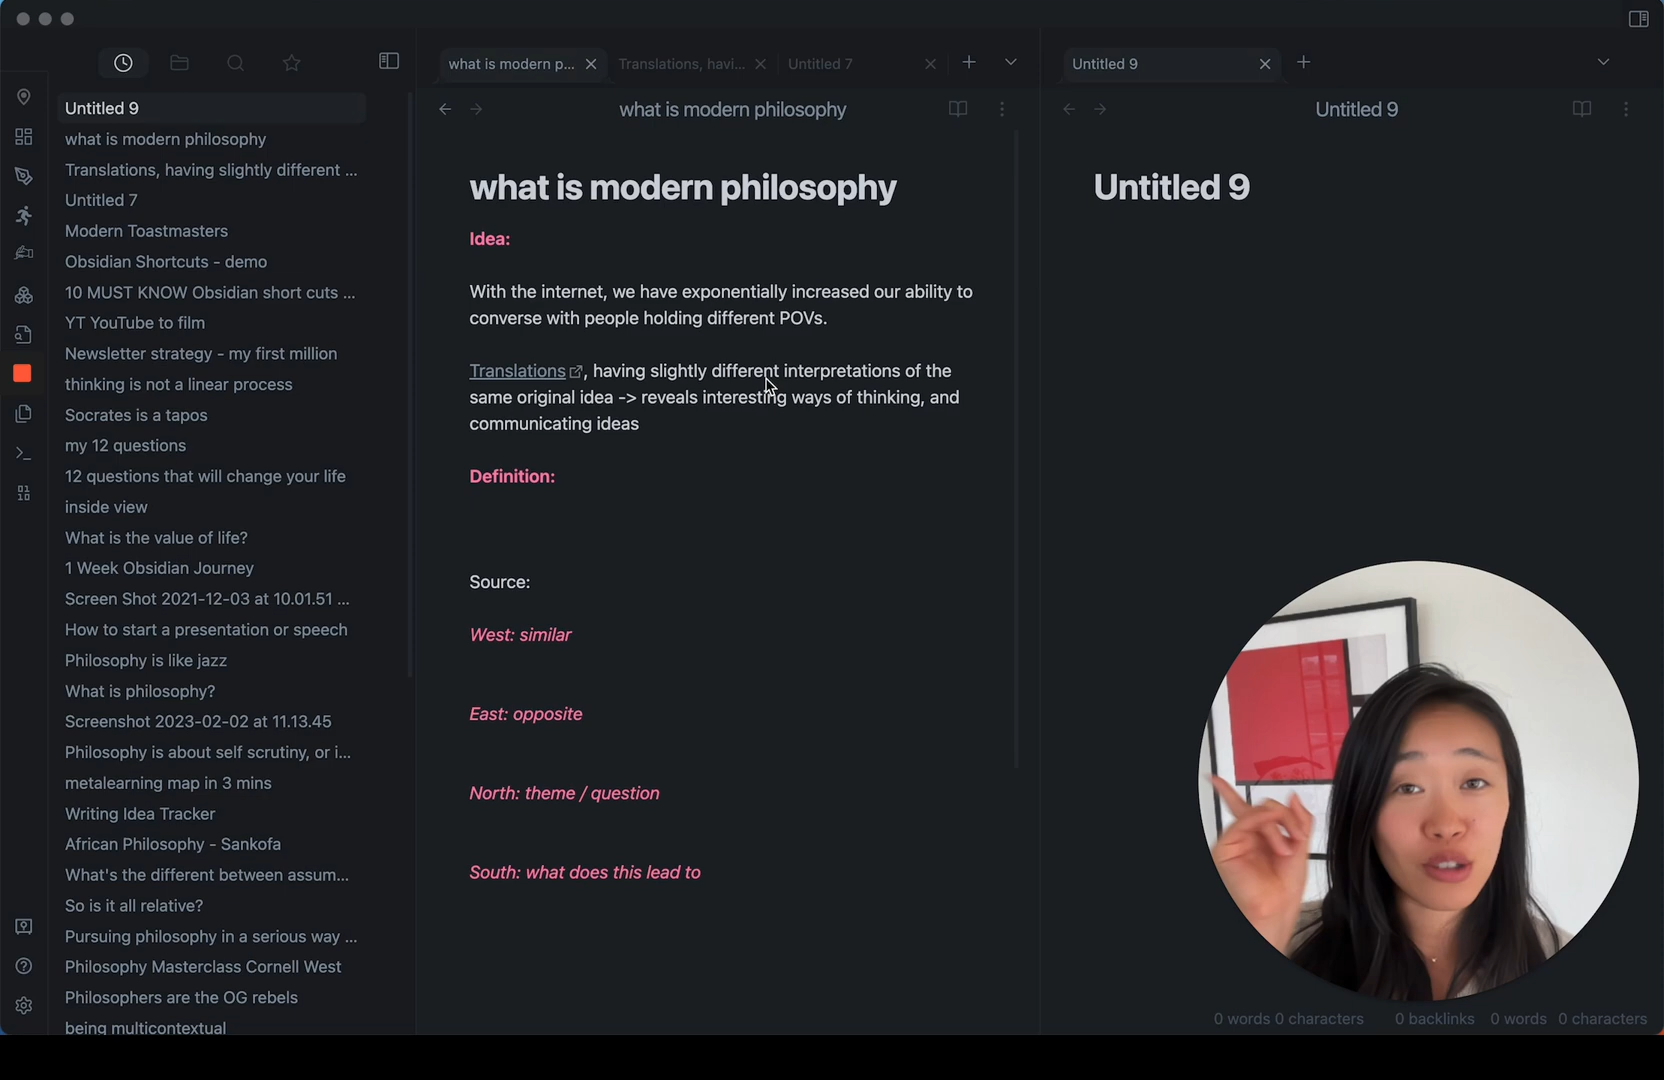 what is modern p...
Translations, havi...
Untitled 7
Untitled 9
what is modern philosophy
Untitled 9
Untitled 9
what is modern philosophy
Translations, having slightly different ...
Untitled 7
Modern Toastmasters
Obsidian Shortcuts - demo
10 MUST KNOW Obsidian short cuts ...
YT YouTube to film
Newsletter strategy - my first million
thinking is not a linear process
Socrates is a tapos
my 12 questions
12 questions that will change your life
inside view
What is the value of life?
1 Week Obsidian Journey
Screen Shot 2021-12-03 at 10.01.51 ...
How to start a presentation or speech
Philosophy is like jazz
What is philosophy?
Screenshot 2023-02-02 at 11.13.45
Philosophy is about self scrutiny, or i...
metalearning map in 3 mins
Writing Idea Tracker
African Philosophy - Sankofa
What's the different between assum...
So is it all relative?
Pursuing philosophy in a serious way ...
Philosophy Masterclass Cornell West
Philosophers are the OG rebels
being multicontextual
what is modern philosophy
Idea:
With the internet, we have exponentially increased our ability to
converse with people holding different POVs.
Translations, having slightly different interpretations of the
same original idea -> reveals interesting ways of thinking, and
communicating ideas
Definition:
Source:
West: similar
East: opposite
North: theme / question
South: what does this lead to
Untitled 9
0 words 0 characters
0 backlinks 0 words 0 characters